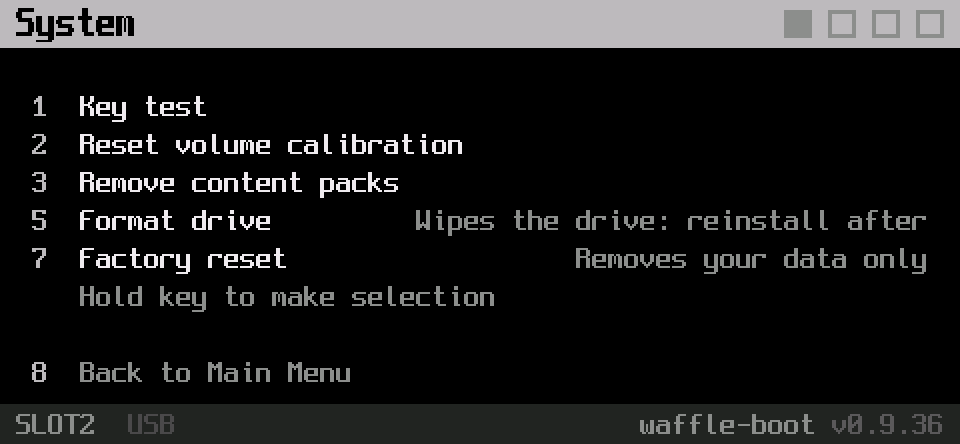 System
1 Key test
2 Reset volume calibration
3 Remove content packs
5 Format drive Wipes the drive: reinstall after
7 Factory reset Removes your data only
Hold key to make selection
8 Back to Main Menu
SLOT2 USB waffle-boot v0.9.36